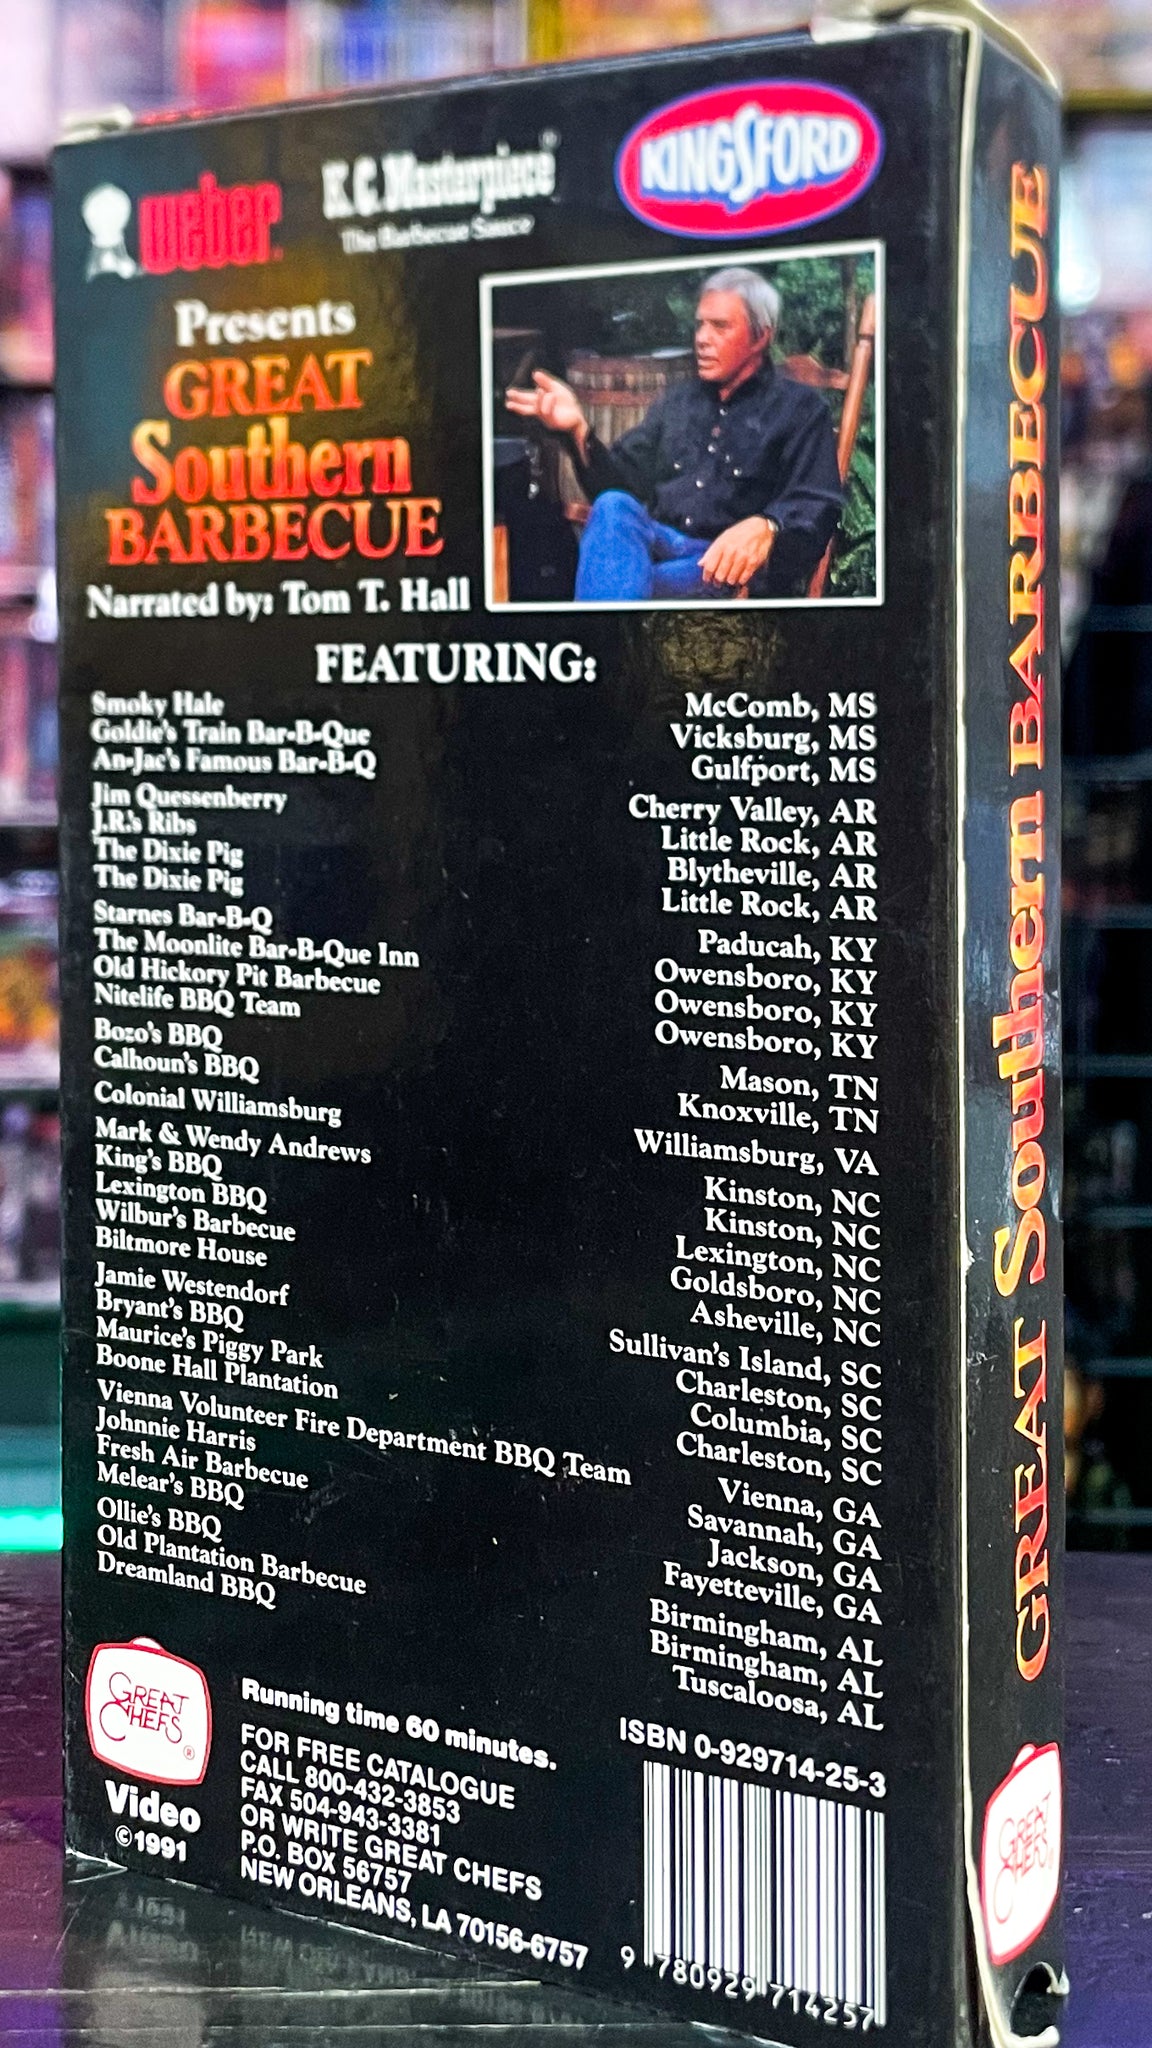 weber
K.C. Masterpiece
The Barbecue Sauce
KINGSFORD
Presents
GREAT
Southern
BARBECUE
Narrated by: Tom T. Hall
FEATURING:
Smoky Hale McComb, MS
Goldie's Train Bar-B-Que Vicksburg, MS
An-Jac's Famous Bar-B-Q Gulfport, MS
Jim Quessenberry Cherry Valley, AR
J.R.'s Ribs Little Rock, AR
The Dixie Pig Blytheville, AR
The Dixie Pig Little Rock, AR
Starnes Bar-B-Q Paducah, KY
The Moonlite Bar-B-Que Inn Owensboro, KY
Old Hickory Pit Barbecue Owensboro, KY
Nitelife BBQ Team Owensboro, KY
Bozo's BBQ Mason, TN
Calhoun's BBQ Knoxville, TN
Colonial Williamsburg Williamsburg, VA
Mark & Wendy Andrews Kinston, NC
King's BBQ Kinston, NC
Lexington BBQ Lexington, NC
Wilbur's Barbecue Goldsboro, NC
Biltmore House Asheville, NC
Jamie Westendorf Sullivan's Island, SC
Bryant's BBQ Charleston, SC
Maurice's Piggy Park Columbia, SC
Boone Hall Plantation Charleston, SC
Vienna Volunteer Fire Department BBQ Team Vienna, GA
Johnnie Harris Savannah, GA
Fresh Air Barbecue Jackson, GA
Melear's BBQ Fayetteville, GA
Ollie's BBQ Birmingham, AL
Old Plantation Barbecue Birmingham, AL
Dreamland BBQ Tuscaloosa, AL
GREAT
CHEFS
®
Video
©1991
Running time 60 minutes.
FOR FREE CATALOGUE
CALL 800-432-3853
FAX 504-943-3381
OR WRITE GREAT CHEFS
P.O. BOX 56757
NEW ORLEANS, LA 70156-6757
ISBN 0-929714-25-3
9 780929 714257
GREAT Southern BARBECUE
GREAT
CHEFS
®